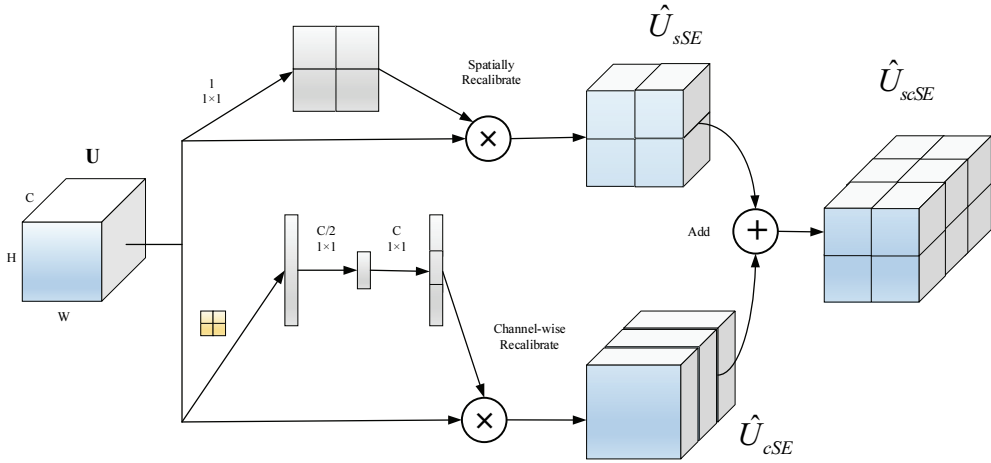 U
C
H
W
1
1×1
Spatially
Recalibrate
×
Û_sSE
C/2
1×1
C
1×1
Channel-wise
Recalibrate
×
Û_cSE
Add
+
Û_scSE